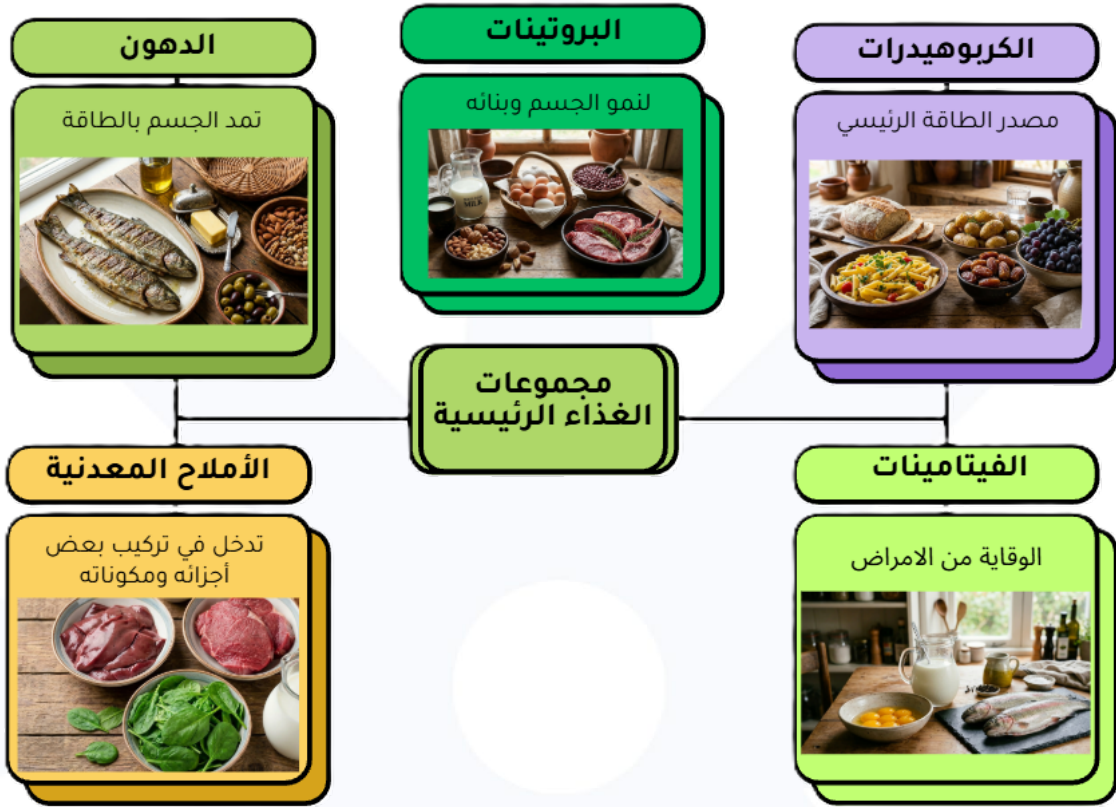 الكربوهيدرات
مصدر الطاقة الرئيسي
البروتينات
لنمو الجسم وبنائه
MILK
الدهون
تمد الجسم بالطاقة
مجموعات
الغذاء الرئيسية
الفيتامينات
الوقاية من الامراض
الأملاح المعدنية
تدخل في تركيب بعض
أجزائه ومكوناته